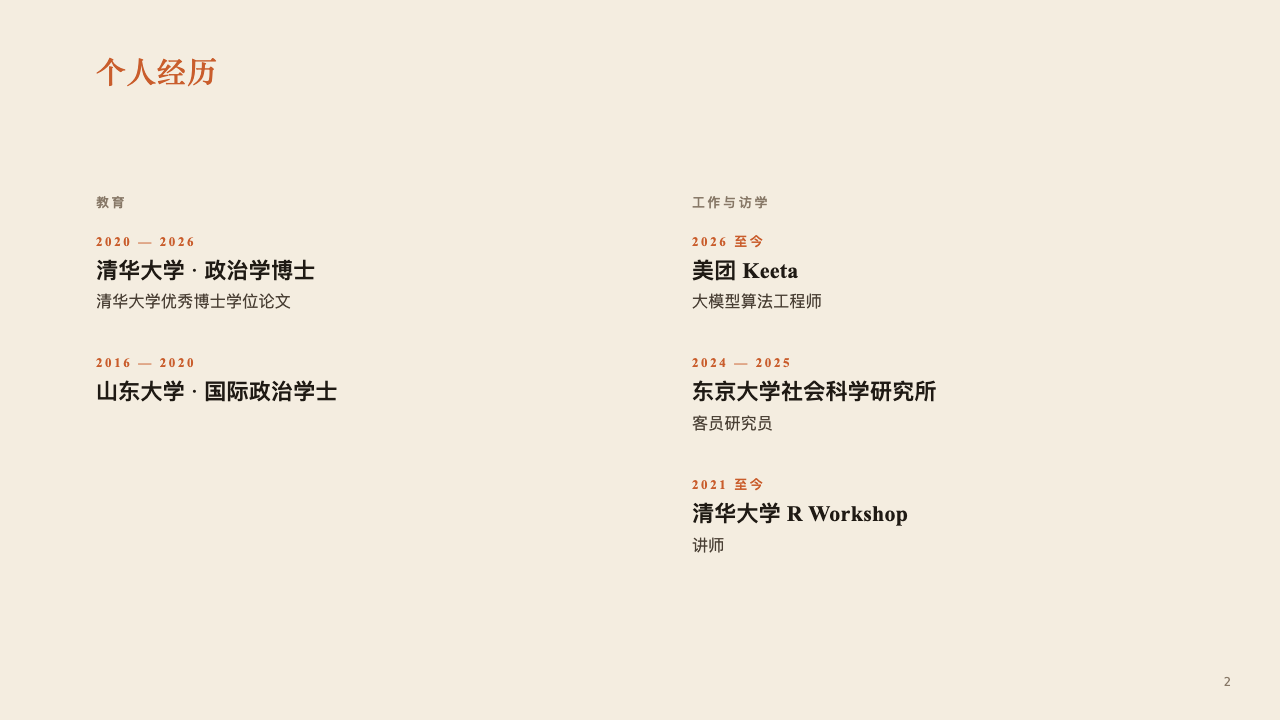 个人经历
教育
2020 — 2026
清华大学 · 政治学博士
清华大学优秀博士学位论文
2016 — 2020
山东大学 · 国际政治学士
工作与访学
2026 至今
美团 Keeta
大模型算法工程师
2024 — 2025
东京大学社会科学研究所
客员研究员
2021 至今
清华大学 R Workshop
讲师
2